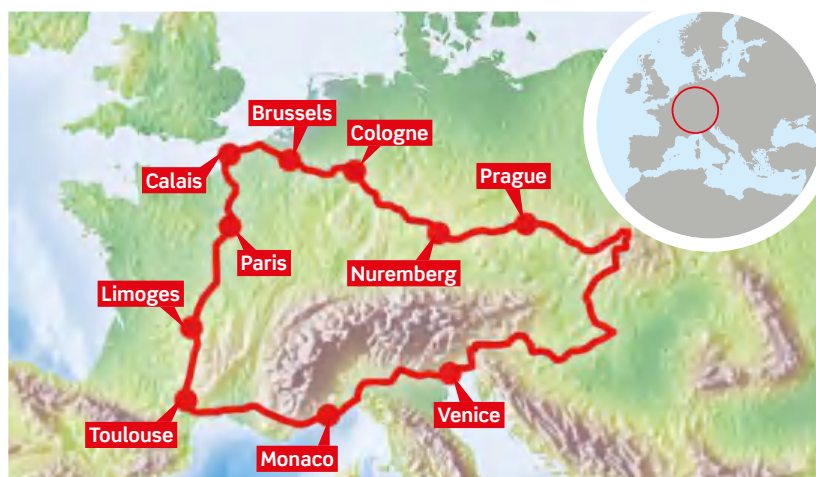 Brussels
Cologne
Calais
Prague
Paris
Nuremberg
Limoges
Venice
Toulouse
Monaco